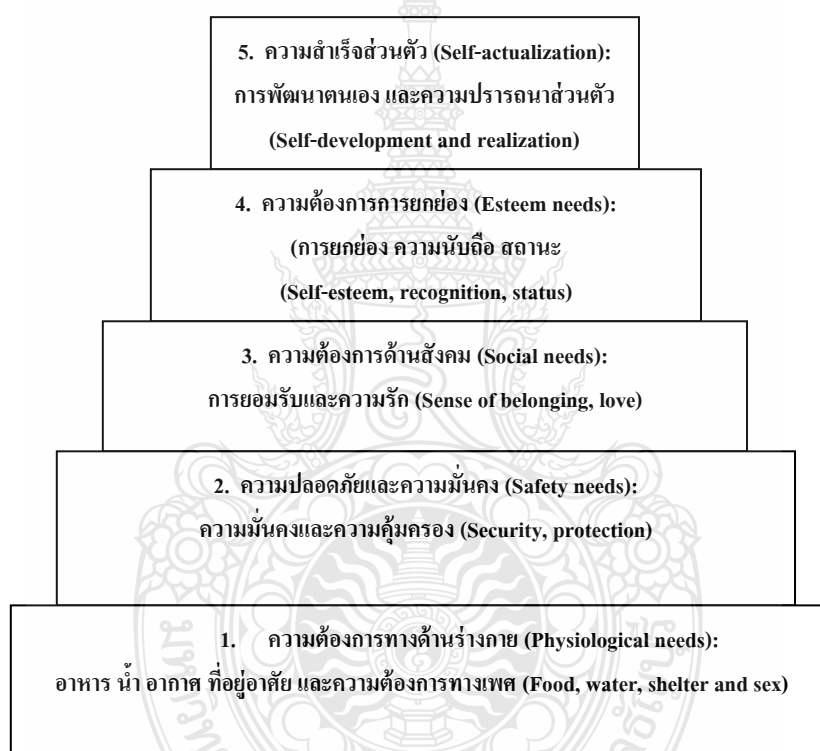 5. ความสำเร็จส่วนตัว (Self-actualization):
การพัฒนาตนเอง และความปรารถนาส่วนตัว
(Self-development and realization)
4. ความต้องการการยกย่อง (Esteem needs):
(การยกย่อง ความนับถือ สถานะ
(Self-esteem, recognition, status)
3. ความต้องการด้านสังคม (Social needs):
การยอมรับและความรัก (Sense of belonging, love)
2. ความปลอดภัยและความมั่นคง (Safety needs):
ความมั่นคงและความคุ้มครอง (Security, protection)
1. ความต้องการทางด้านร่างกาย (Physiological needs):
อาหาร น้ำ อากาศ ที่อยู่อาศัย และความต้องการทางเพศ (Food, water, shelter and sex)